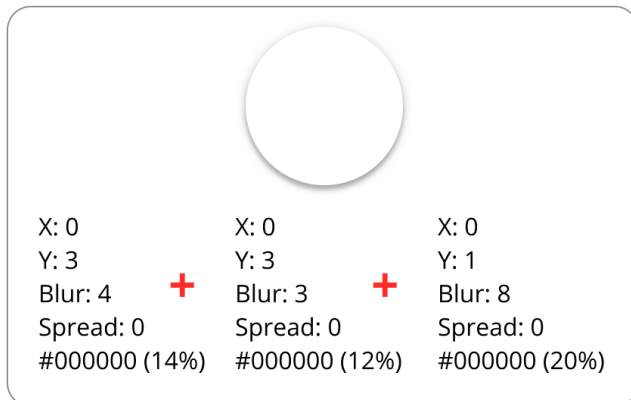 X: 0
Y: 3
Blur: 4
Spread: 0
#000000 (14%)
+
X: 0
Y: 3
Blur: 3
Spread: 0
#000000 (12%)
+
X: 0
Y: 1
Blur: 8
Spread: 0
#000000 (20%)